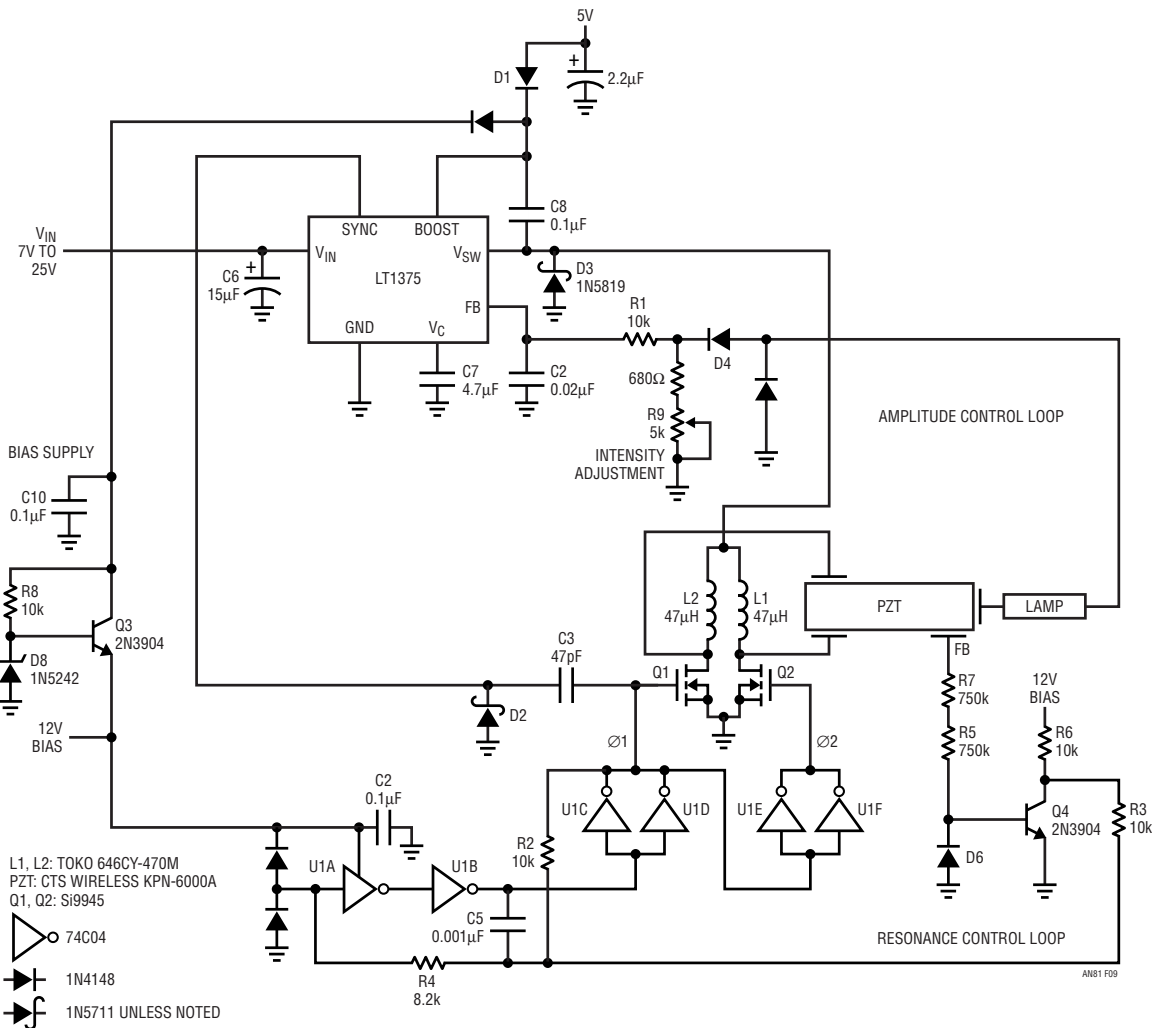 5V
D1
+
2.2µF
C8
0.1µF
SYNC
BOOST
VIN
7V TO
25V
VIN
VSW
LT1375
C6
15µF
+
D3
1N5819
FB
R1
10k
GND
VC
D4
C7
4.7µF
C2
0.02µF
680Ω
R9
5k
AMPLITUDE CONTROL LOOP
INTENSITY
ADJUSTMENT
BIAS SUPPLY
C10
0.1µF
R8
10k
Q3
2N3904
D8
1N5242
L2
47µH
L1
47µH
PZT
LAMP
FB
C3
47pF
Q1
Q2
R7
750k
12V
BIAS
D2
12V
BIAS
Ø1
Ø2
R5
750k
R6
10k
C2
0.1µF
U1C
U1D
U1E
U1F
Q4
2N3904
R3
10k
R2
10k
D6
L1, L2: TOKO 646CY-470M
PZT: CTS WIRELESS KPN-6000A
Q1, Q2: Si9945
U1A
U1B
C5
0.001µF
74C04
RESONANCE CONTROL LOOP
AN81 F09
1N4148
R4
8.2k
1N5711 UNLESS NOTED